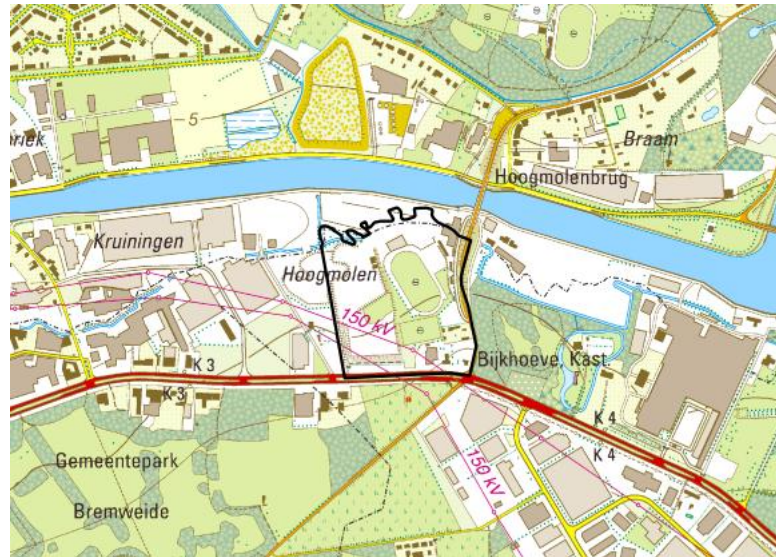 5
riek
Braam
Hoogmolenbrug
Kruiningen
Hoogmolen
150 kV
K 3
K 3
Bijkhoeve, Kast.
K 4
K 4
Gemeentepark
150 kV
Bremweide